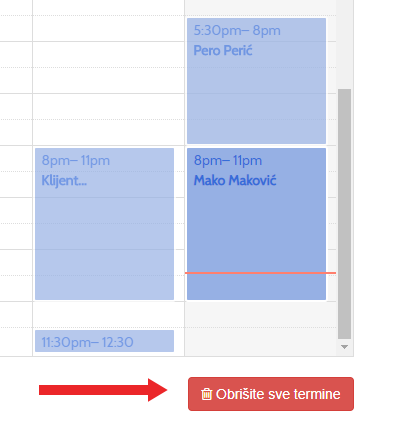 5:30pm– 8pm
Pero Perić
8pm– 11pm
Klijent...
8pm– 11pm
Mako Maković
11:30pm– 12:30
Obrišite sve termine